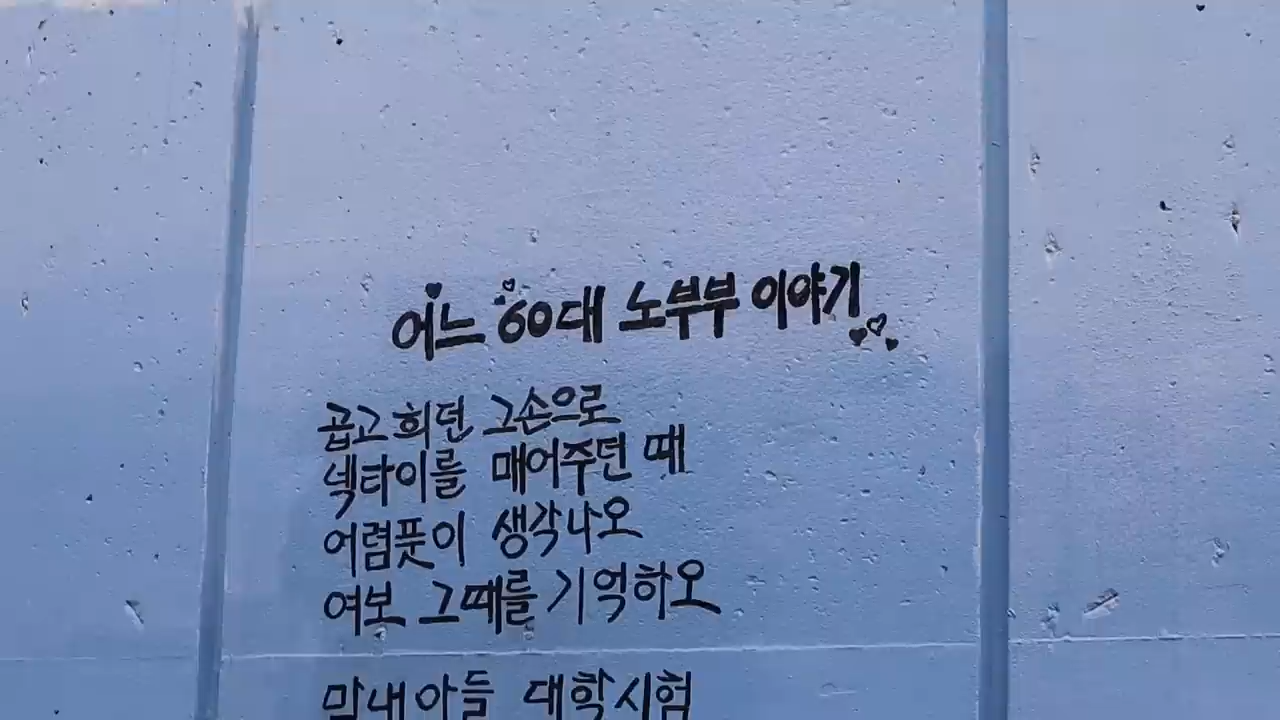 어느 60대 노부부 이야기
곱고 희던 그손으로
넥타이를 매어주던 때
어렴풋이 생각나오
여보 그때를 기억하오
막내아들 대학시험